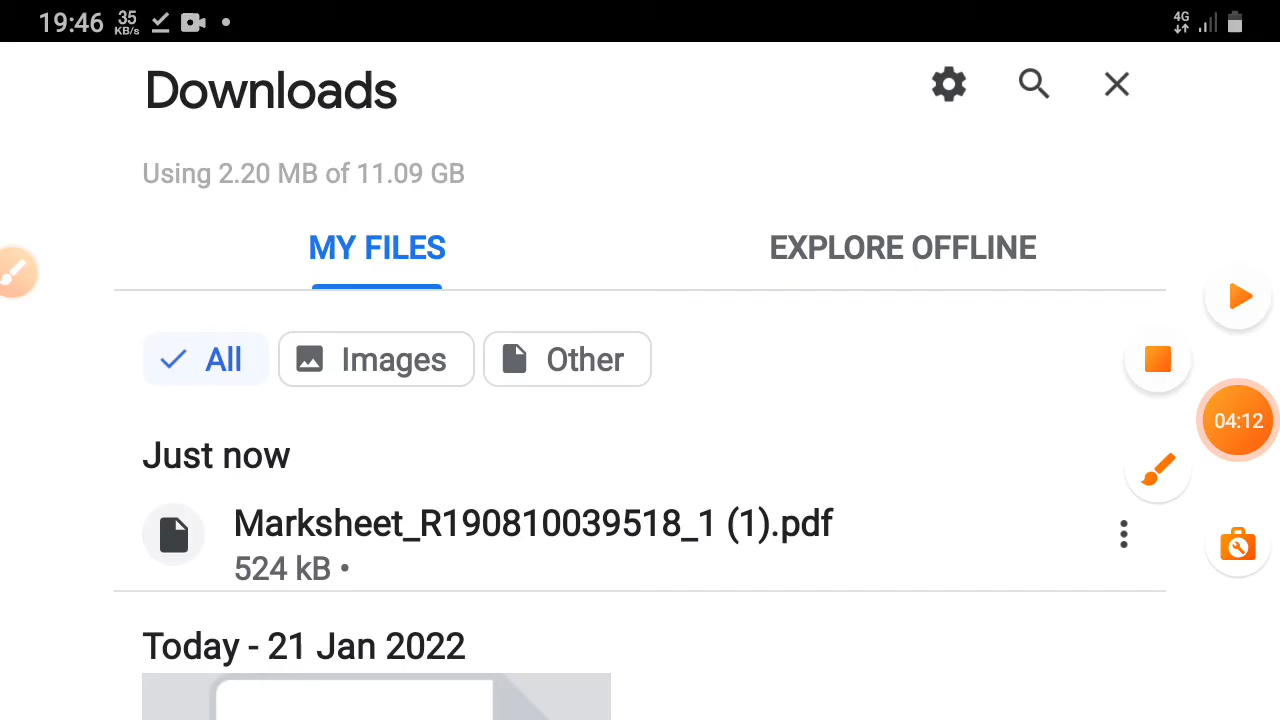 19:46 35 KB/s 4G
Downloads
Using 2.20 MB of 11.09 GB
MY FILES EXPLORE OFFLINE
All Images Other
Just now
Marksheet_R190810039518_1 (1).pdf
524 kB •
04:12
Today - 21 Jan 2022